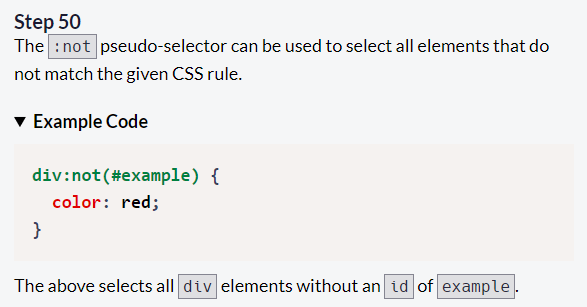 Step 50
The :not pseudo-selector can be used to select all elements that do
not match the given CSS rule.
▼ Example Code
div:not(#example) {
  color: red;
}
The above selects all div elements without an id of example.